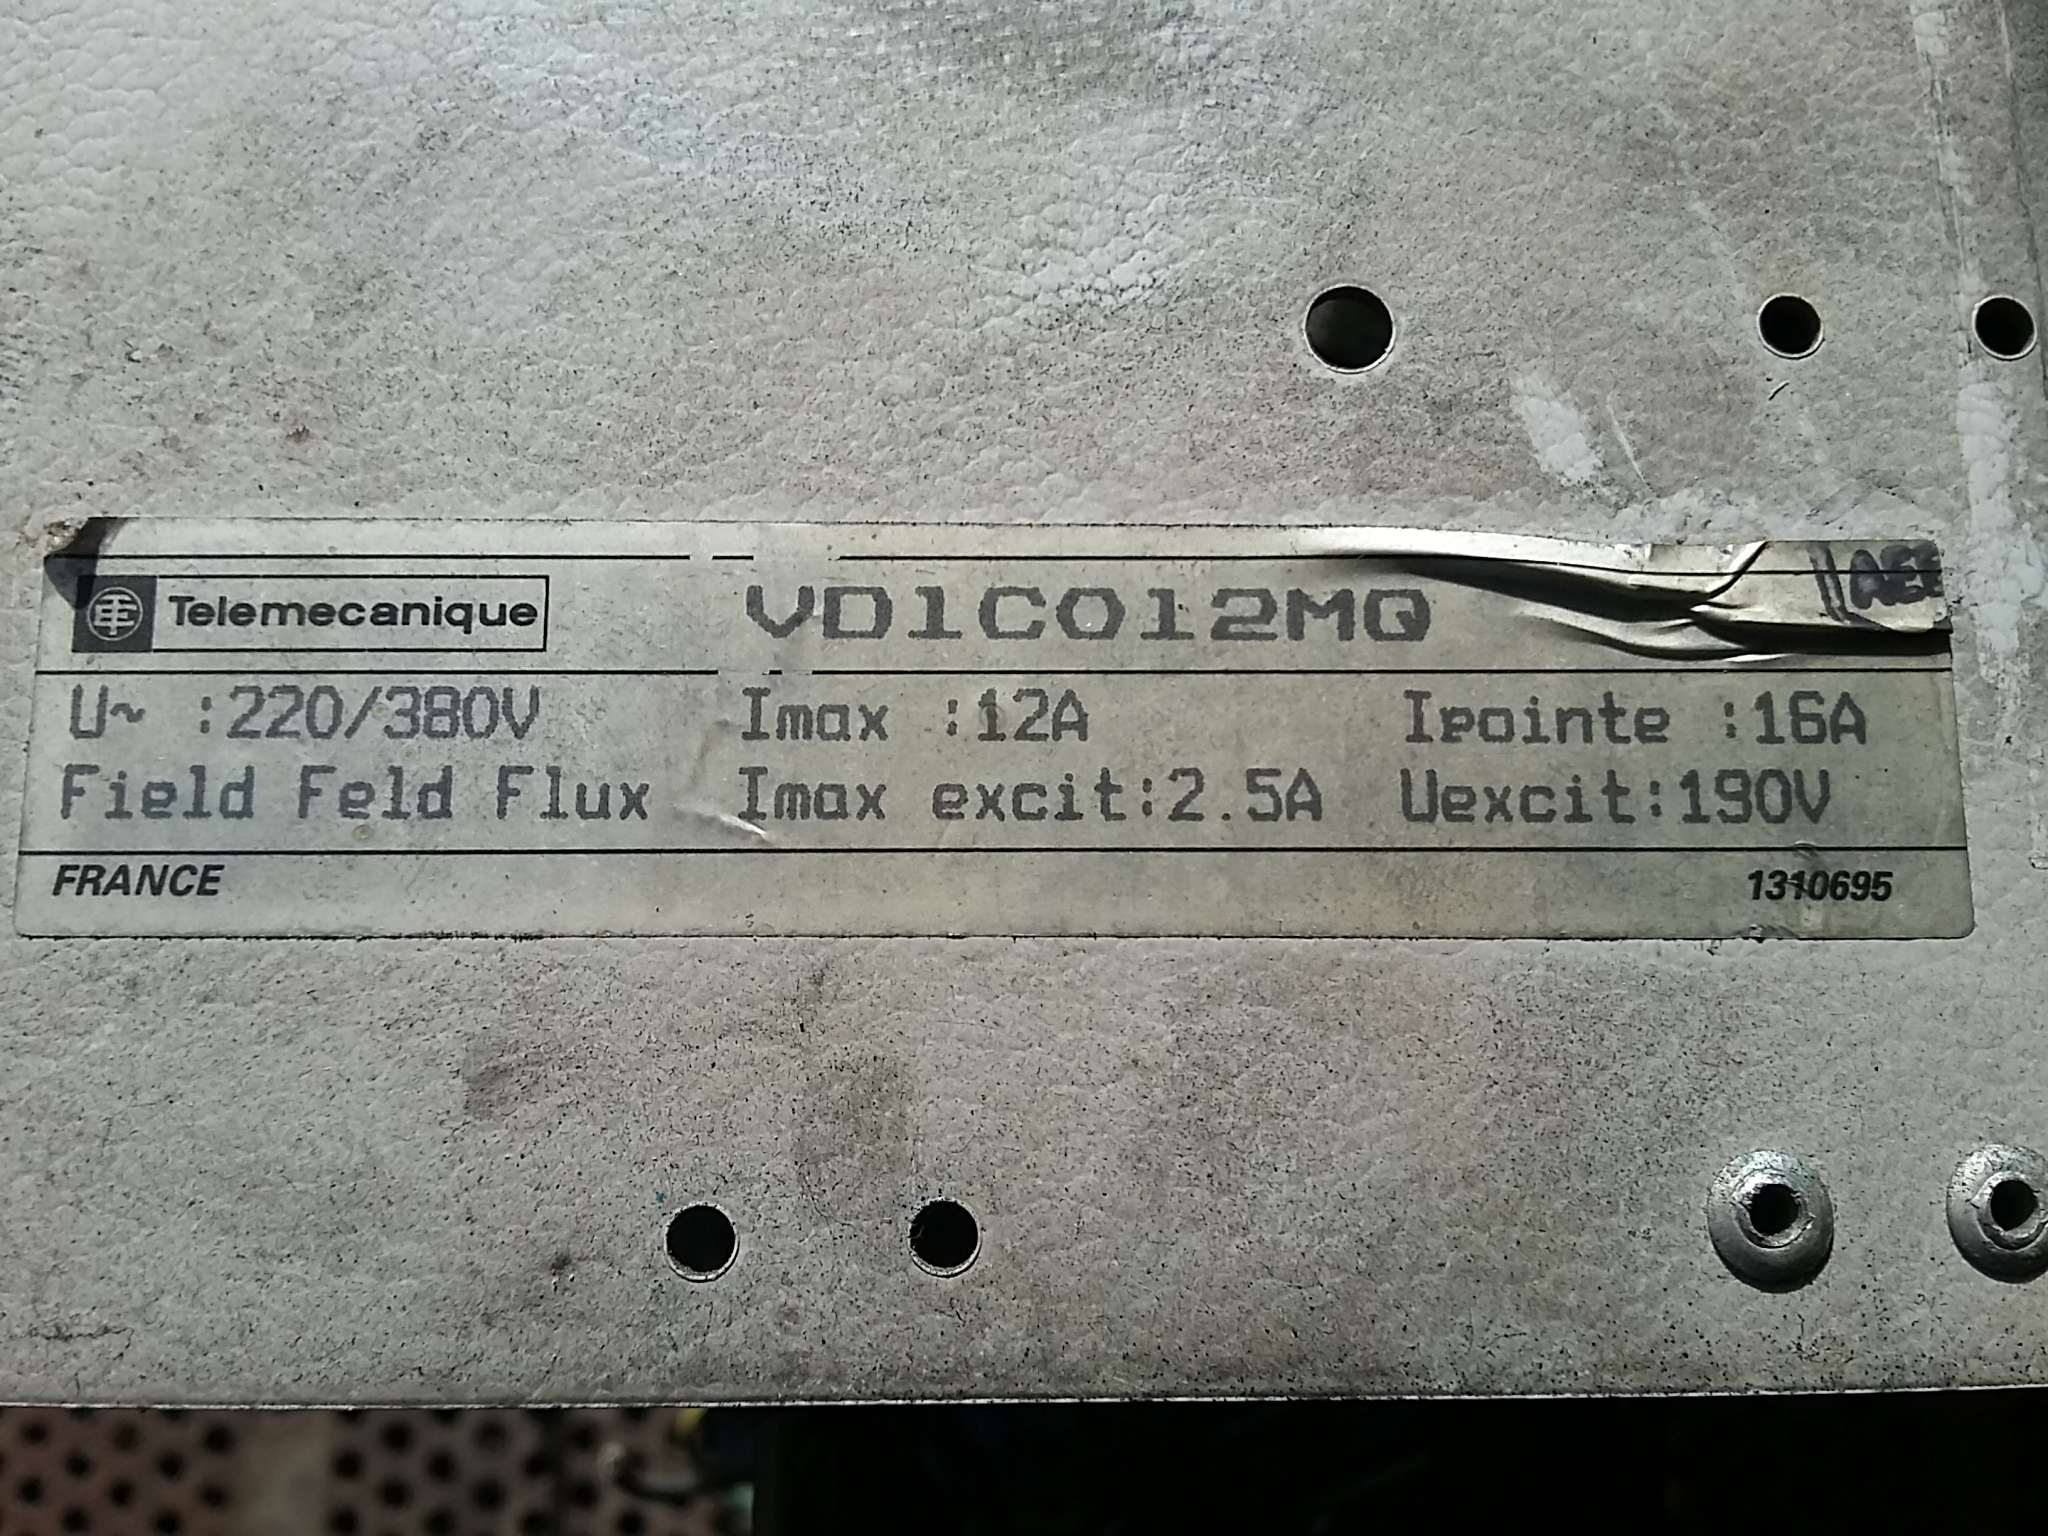 Telemecanique VD1C012MQ
U~ :220/380V Imax :12A Ipointe :16A
Field Feld Flux Imax excit:2.5A Uexcit:190V
FRANCE 1310695